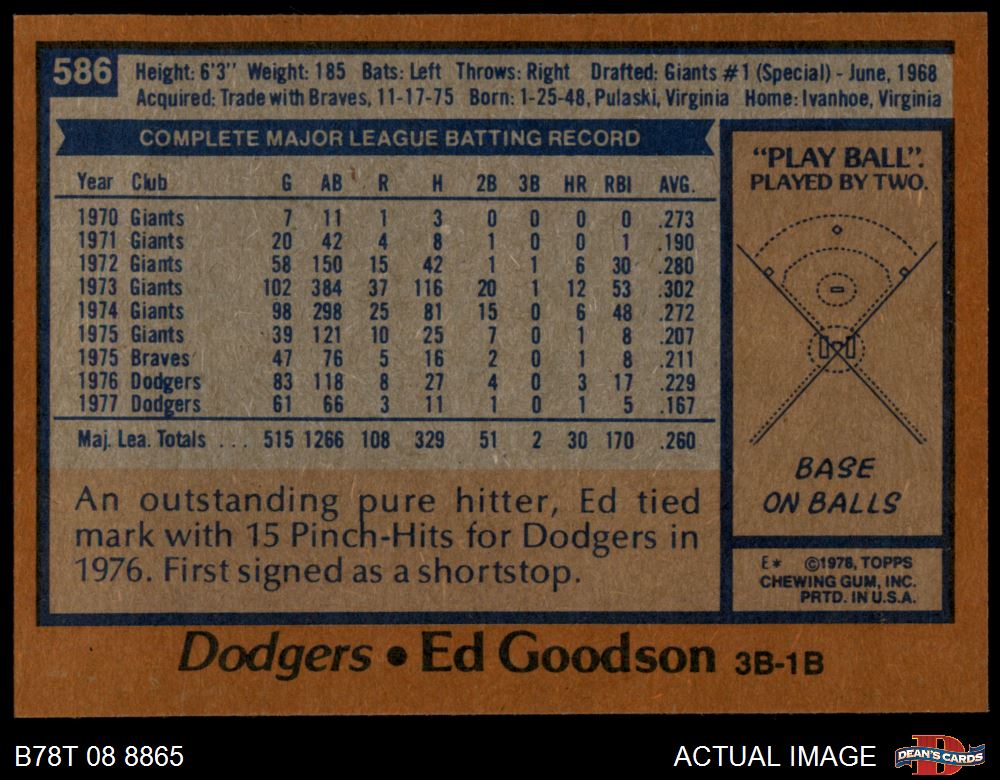 586
Height: 6'3" Weight: 185 Bats: Left Throws: Right Drafted: Giants #1 (Special) - June, 1968
Acquired: Trade with Braves, 11-17-75 Born: 1-25-48, Pulaski, Virginia Home: Ivanhoe, Virginia
COMPLETE MAJOR LEAGUE BATTING RECORD
Year Club G AB R H 2B 3B HR RBI AVG.
1970 Giants 7 11 1 3 0 0 0 0 .273
1971 Giants 20 42 4 8 1 0 0 1 .190
1972 Giants 58 150 15 42 1 1 6 30 .280
1973 Giants 102 384 37 116 20 1 12 53 .302
1974 Giants 98 298 25 81 15 0 6 48 .272
1975 Giants 39 121 10 25 7 0 1 8 .207
1975 Braves 47 76 5 16 2 0 1 8 .211
1976 Dodgers 83 118 8 27 4 0 3 17 .229
1977 Dodgers 61 66 3 11 1 0 1 5 .167
Maj. Lea. Totals ... 515 1266 108 329 51 2 30 170 .260
An outstanding pure hitter, Ed tied
mark with 15 Pinch-Hits for Dodgers in
1976. First signed as a shortstop.
"PLAY BALL".
PLAYED BY TWO.
BASE
ON BALLS
E* ©1978, TOPPS
CHEWING GUM, INC.
PRTD. IN U.S.A.
Dodgers • Ed Goodson 3B-1B
B78T 08 8865
ACTUAL IMAGE
DEAN'S CARDS